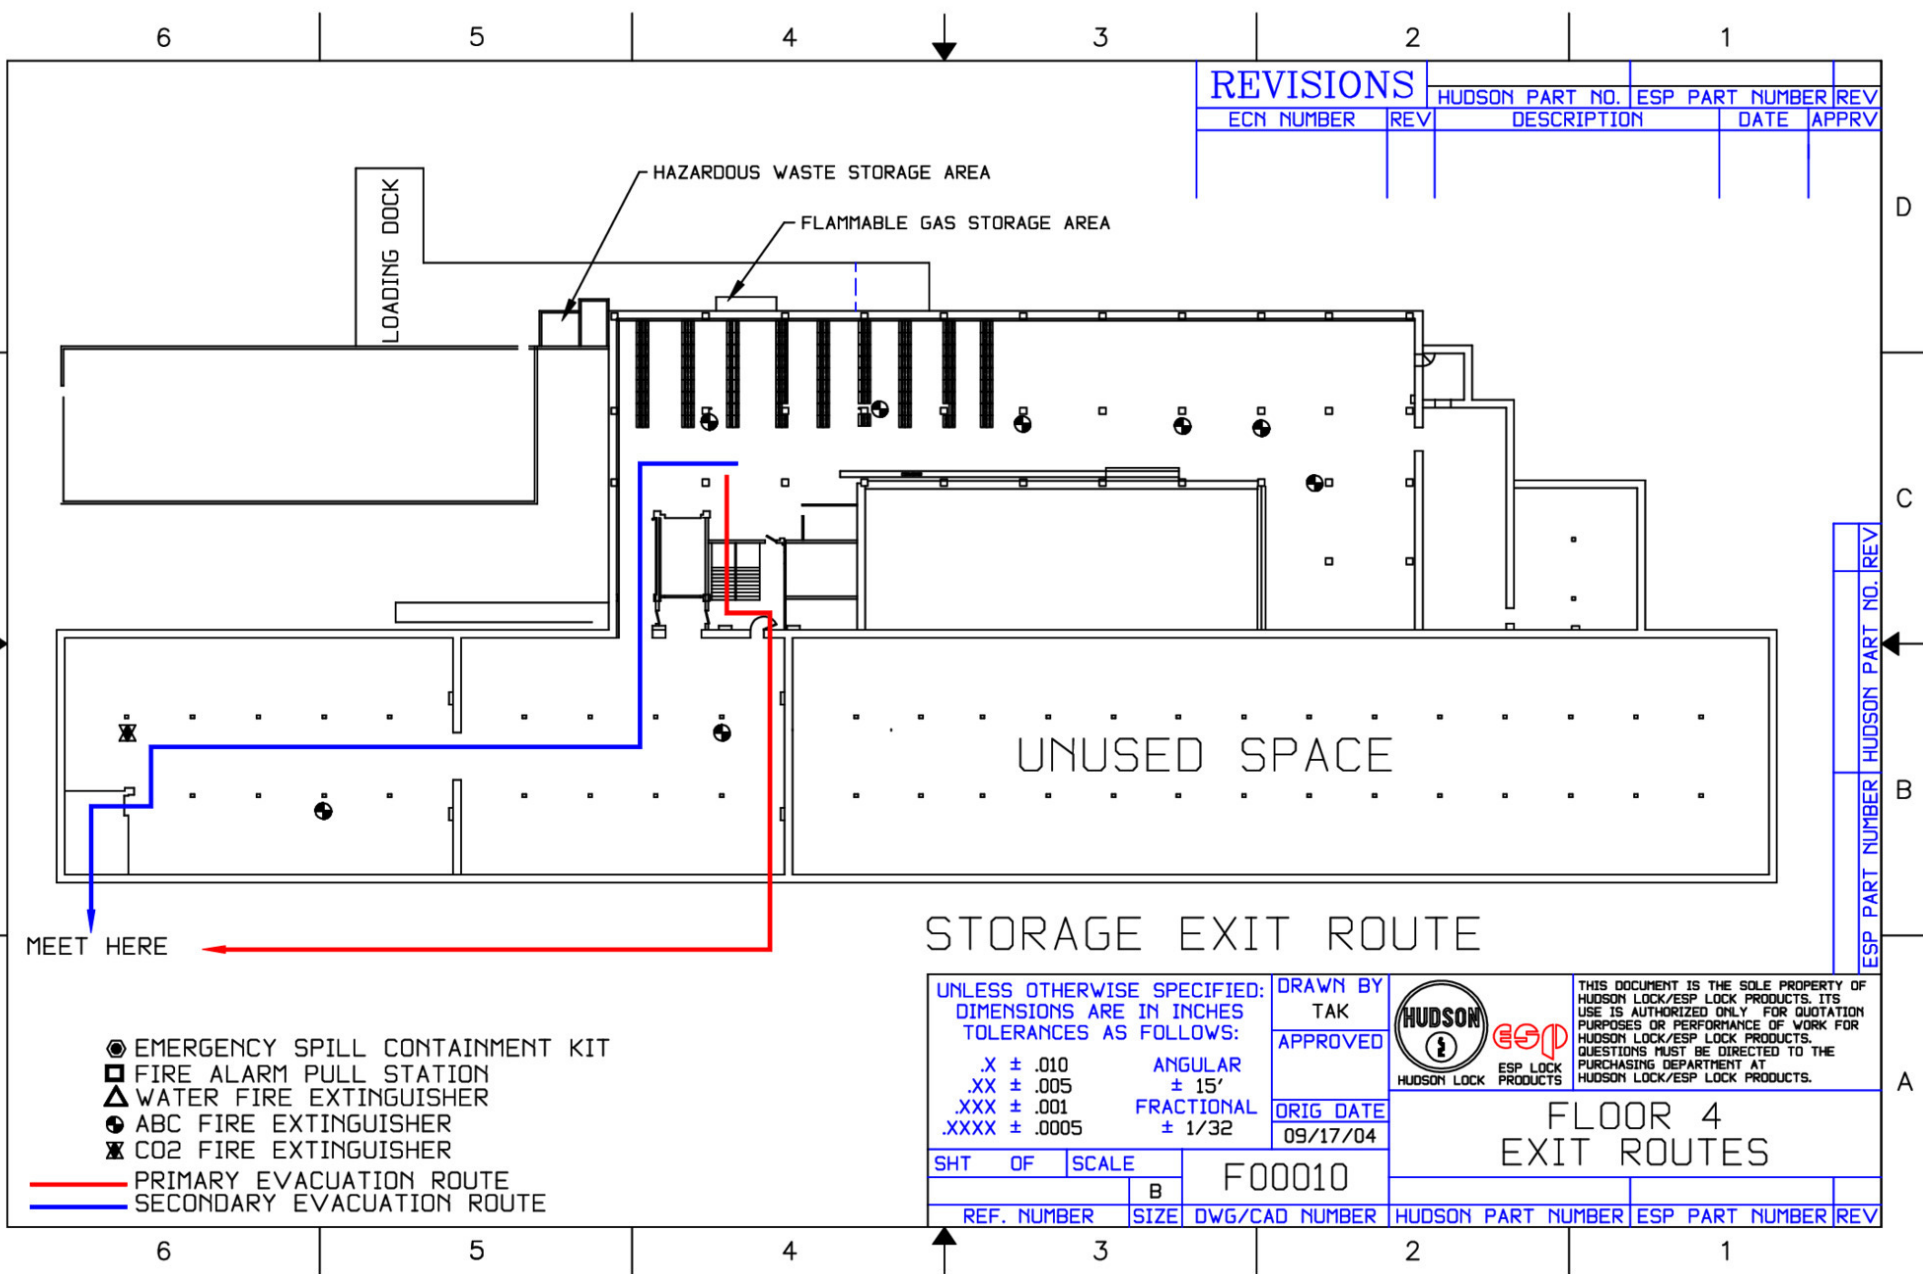 6 5 4 3 2 1
REVISIONS
HUDSON PART NO. ESP PART NUMBER REV
ECN NUMBER REV DESCRIPTION DATE APPRV
D
HAZARDOUS WASTE STORAGE AREA
FLAMMABLE GAS STORAGE AREA
LOADING DOCK
C
ESP PART NUMBER HUDSON PART NO. REV
UNUSED SPACE
B
MEET HERE
STORAGE EXIT ROUTE
EMERGENCY SPILL CONTAINMENT KIT
FIRE ALARM PULL STATION
WATER FIRE EXTINGUISHER
ABC FIRE EXTINGUISHER
CO2 FIRE EXTINGUISHER
PRIMARY EVACUATION ROUTE
SECONDARY EVACUATION ROUTE
UNLESS OTHERWISE SPECIFIED:
DIMENSIONS ARE IN INCHES
TOLERANCES AS FOLLOWS:
.X ± .010 ANGULAR
.XX ± .005 ± 15'
.XXX ± .001 FRACTIONAL
.XXXX ± .0005 ± 1/32
DRAWN BY
TAK
APPROVED
ORIG DATE
09/17/04
HUDSON
HUDSON LOCK
esp
ESP LOCK
PRODUCTS
THIS DOCUMENT IS THE SOLE PROPERTY OF
HUDSON LOCK/ESP LOCK PRODUCTS. ITS
USE IS AUTHORIZED ONLY FOR QUOTATION
PURPOSES OR PERFORMANCE OF WORK FOR
HUDSON LOCK/ESP LOCK PRODUCTS.
QUESTIONS MUST BE DIRECTED TO THE
PURCHASING DEPARTMENT AT
HUDSON LOCK/ESP LOCK PRODUCTS.
A
FLOOR 4
EXIT ROUTES
SHT OF SCALE
B
F00010
REF. NUMBER SIZE DWG/CAD NUMBER HUDSON PART NUMBER ESP PART NUMBER REV
6 5 4 3 2 1